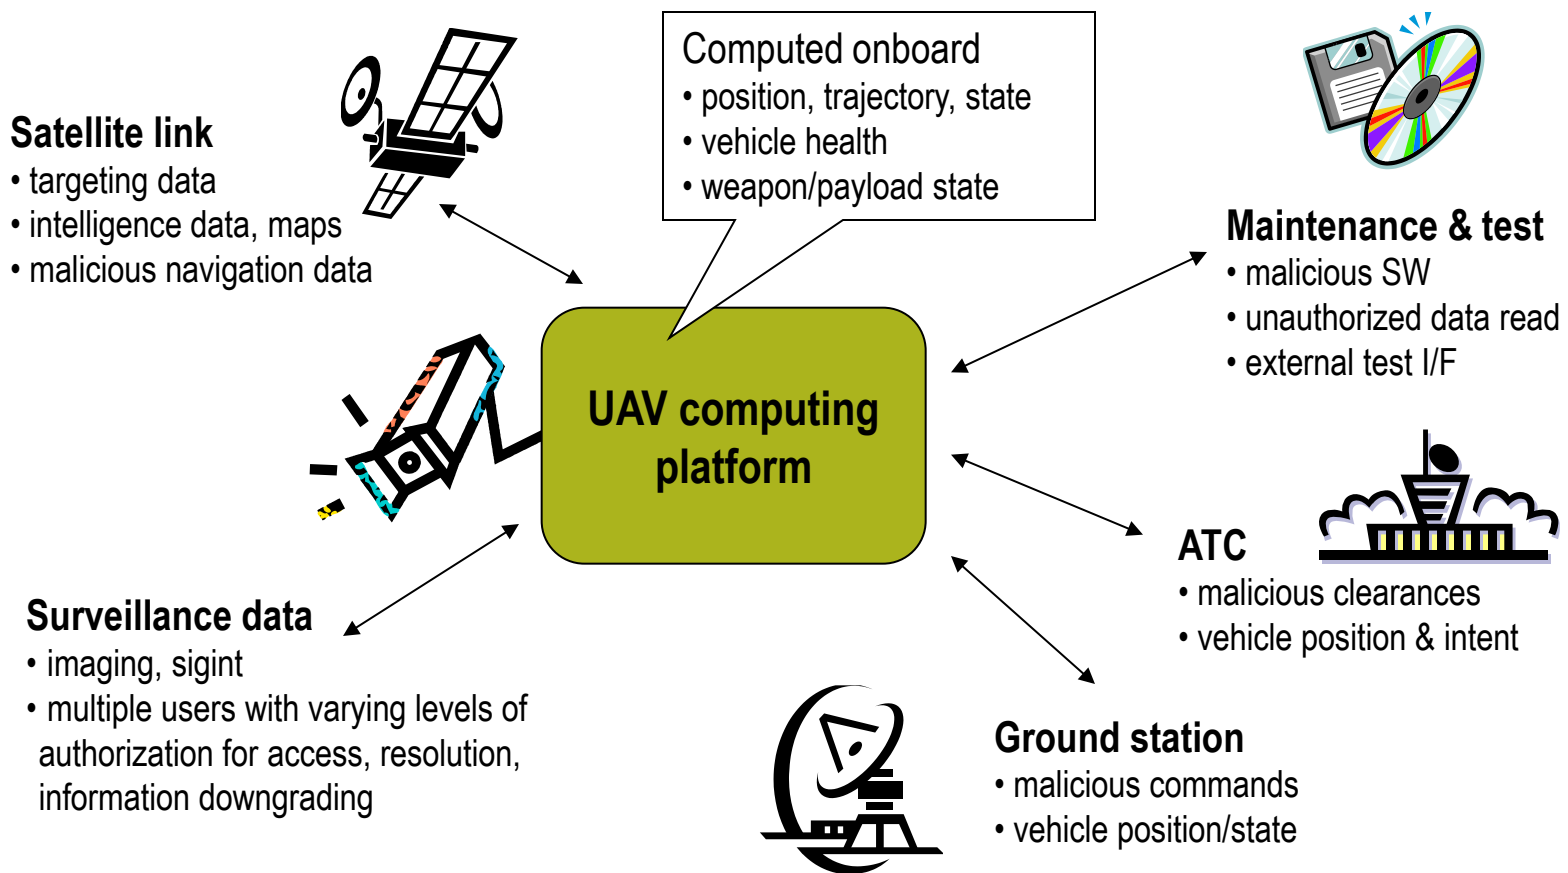 Computed onboard
• position, trajectory, state
• vehicle health
• weapon/payload state
Satellite link
• targeting data
• intelligence data, maps
• malicious navigation data
Maintenance & test
• malicious SW
• unauthorized data read
• external test I/F
UAV computing
platform
ATC
• malicious clearances
• vehicle position & intent
Surveillance data
• imaging, sigint
• multiple users with varying levels of
authorization for access, resolution,
information downgrading
Ground station
• malicious commands
• vehicle position/state